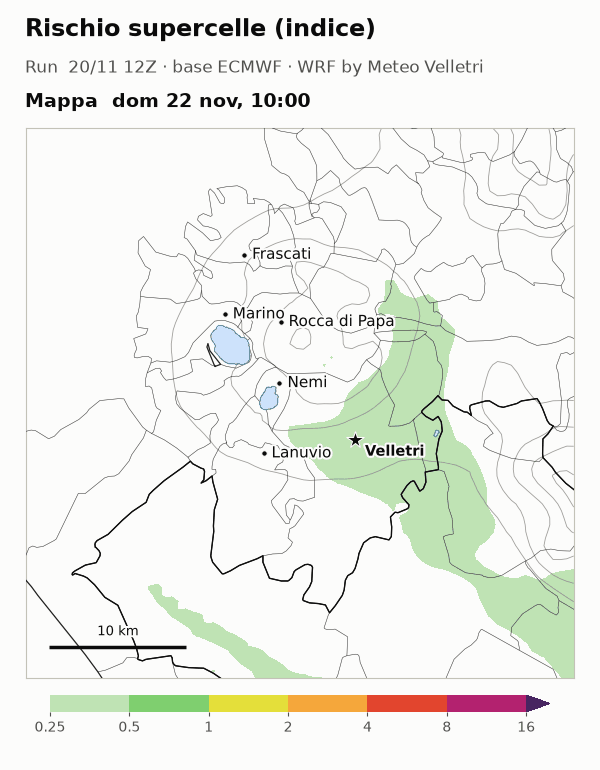 Rischio supercelle (indice)
Run  20/11 12Z · base ECMWF · WRF by Meteo Velletri
Mappa  dom 22 nov, 10:00
Frascati
Marino
Rocca di Papa
Nemi
Velletri
Lanuvio
10 km
0.25 0.5 1 2 4 8 16